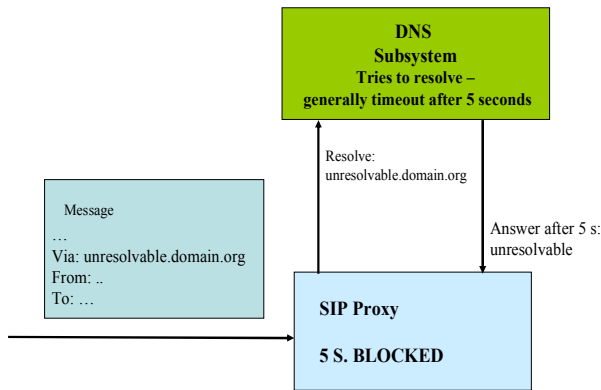 DNS
Subsystem
Tries to resolve –
generally timeout after 5 seconds
Resolve:
unresolvable.domain.org
Message
…
Via: unresolvable.domain.org
From: ..
To: …
Answer after 5 s:
unresolvable
SIP Proxy
5 S. BLOCKED